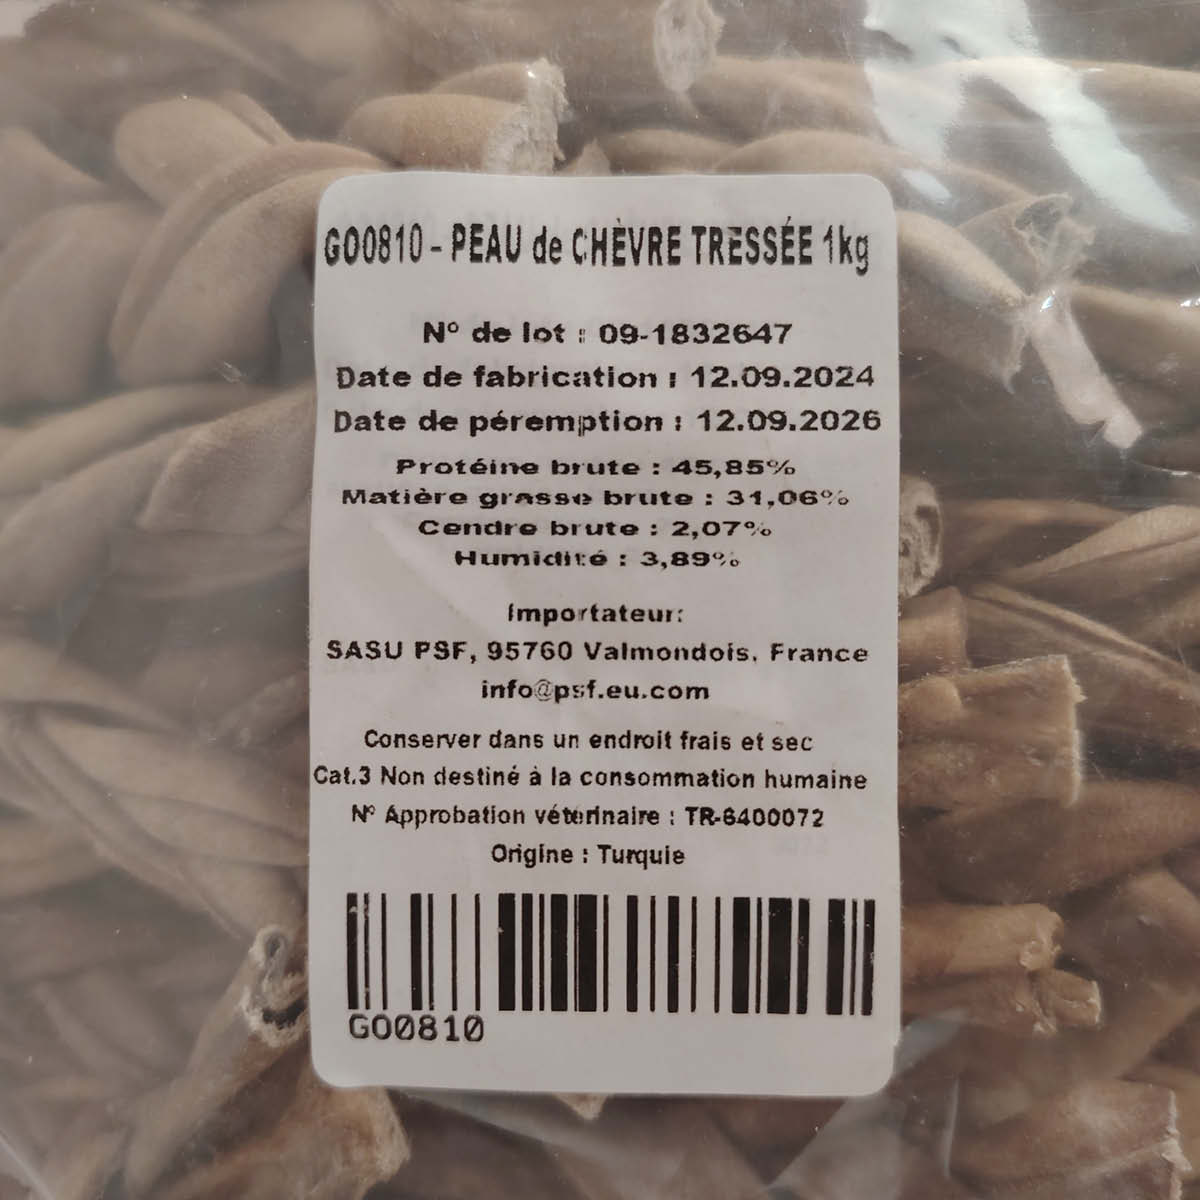 GO0810 - PEAU de CHÈVRE TRESSÉE 1kg
N° de lot : 09-1832647
Date de fabrication : 12.09.2024
Date de péremption : 12.09.2026
Protéine brute : 45,85%
Matière grasse brute : 31,06%
Cendre brute : 2,07%
Humidité : 3,89%
Importateur:
SASU PSF, 95760 Valmondois, France
info@psf.eu.com
Conserver dans un endroit frais et sec
Cat.3 Non destiné à la consommation humaine
N° Approbation vétérinaire : TR-6400072
Origine : Turquie
GO0810